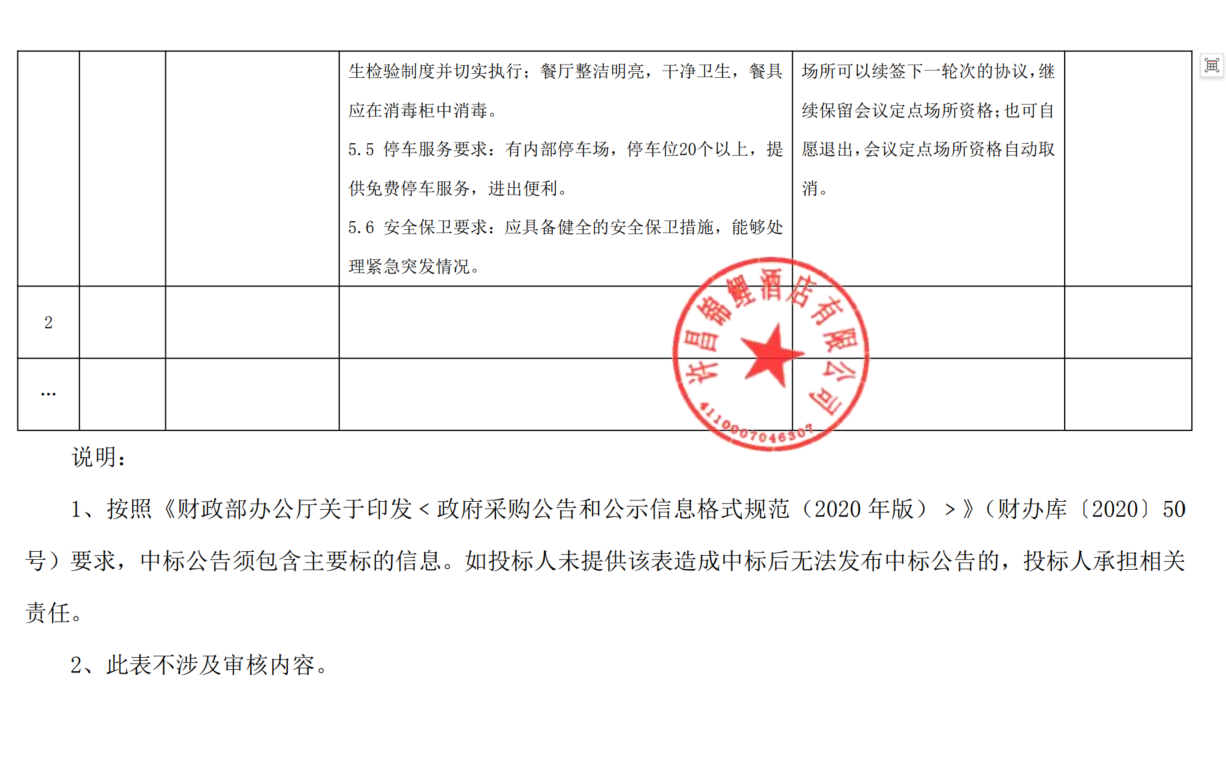 生检验制度并切实执行；餐厅整洁明亮，干净卫生，餐具
应在消毒柜中消毒。
5.5 停车服务要求：有内部停车场，停车位20个以上，提
供免费停车服务，进出便利。
5.6 安全保卫要求：应具备健全的安全保卫措施，能够处
理紧急突发情况。
场所可以续签下一轮次的协议,继
续保留会议定点场所资格;也可自
愿退出,会议定点场所资格自动取
消。
2
…
许昌锦鲤酒店有限公司
4110007046307
说明：
1、按照《财政部办公厅关于印发＜政府采购公告和公示信息格式规范（2020 年版）＞》（财办库〔2020〕50
号）要求，中标公告须包含主要标的信息。如投标人未提供该表造成中标后无法发布中标公告的，投标人承担相关
责任。
2、此表不涉及审核内容。